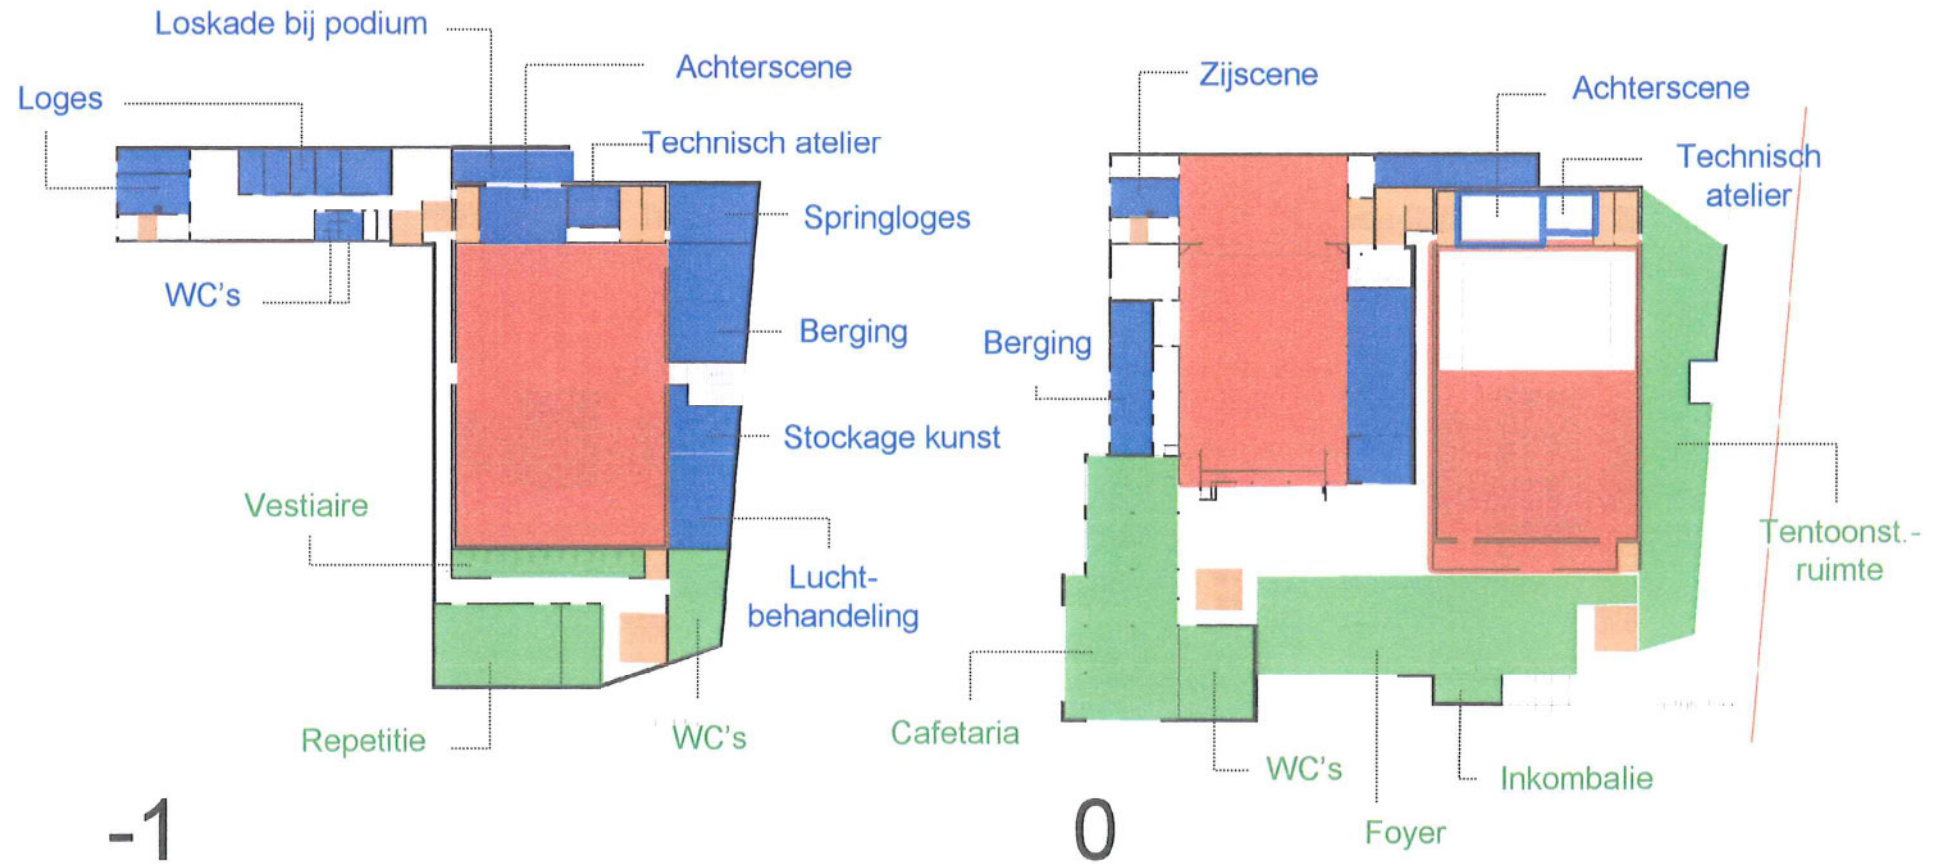 Loskade bij podium
Achterscene
Loges
Technisch atelier
Springloges
WC's
Berging
Stockage kunst
Vestiaire
Lucht-
behandeling
Repetitie
WC's
-1
Zijscene
Achterscene
Technisch
atelier
Berging
Tentoonst.-
ruimte
Cafetaria
WC's
Inkombalie
Foyer
0